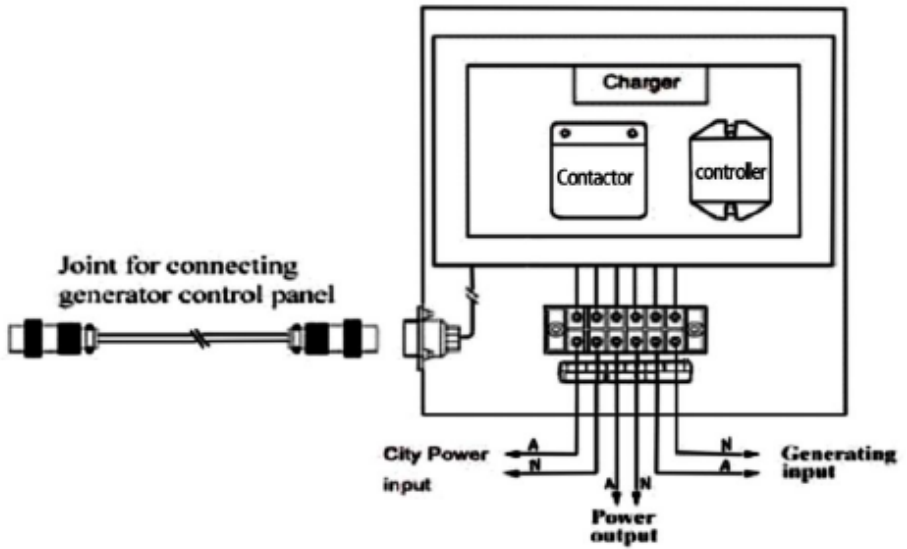 Charger
Contactor
controller
Joint for connecting
generator control panel
City Power
input
A
N
A
N
Power
output
N
A
Generating
input